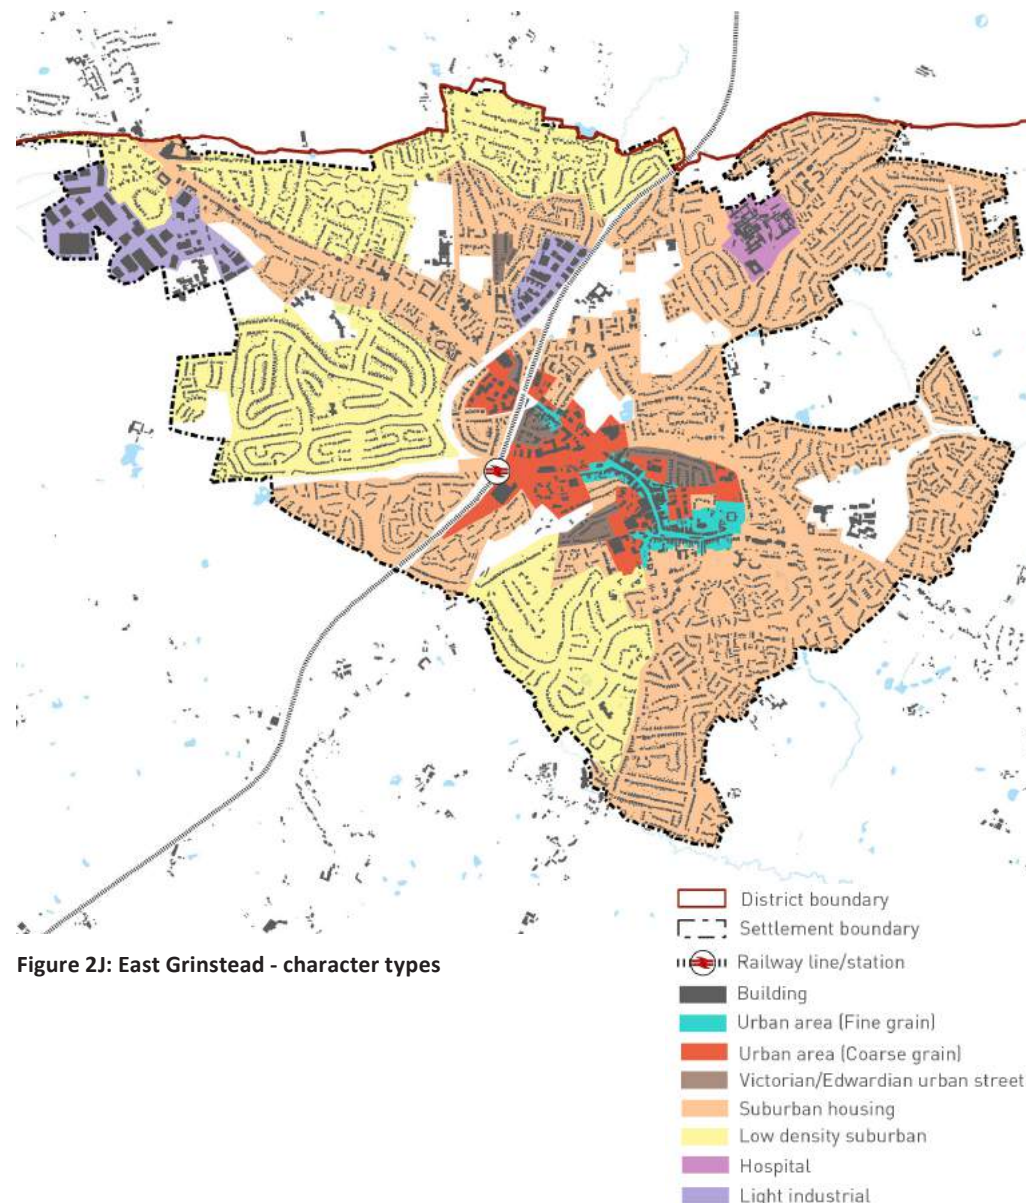 Figure 2J: East Grinstead - character types
District boundary
Settlement boundary
Railway line/station
Building
Urban area (Fine grain)
Urban area (Coarse grain)
Victorian/Edwardian urban street
Suburban housing
Low density suburban
Hospital
Light industrial